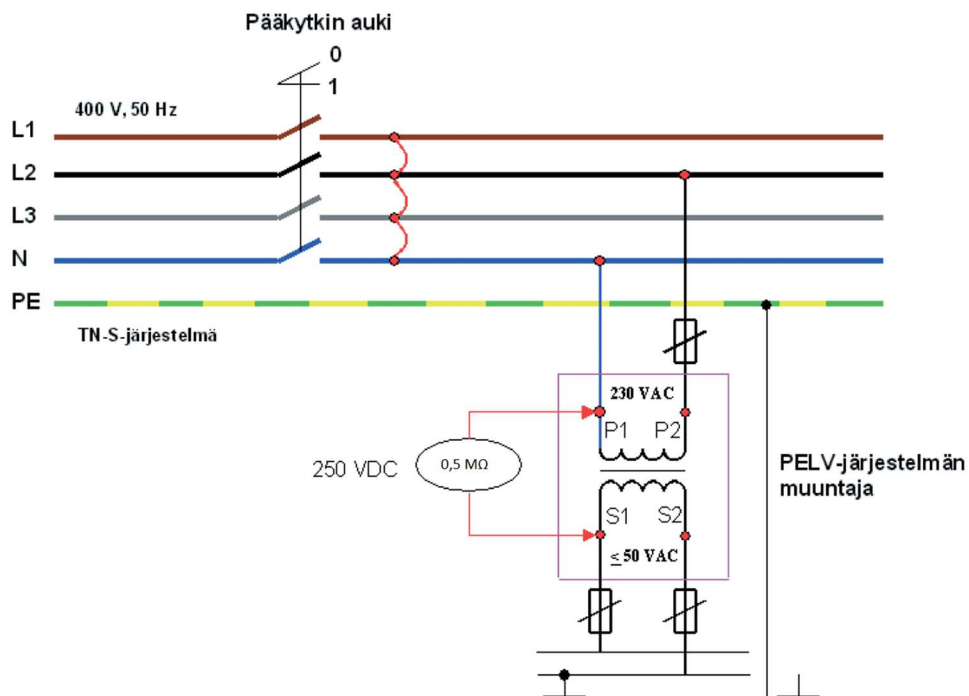 Pääkytkin auki
0
1
400 V, 50 Hz
L1
L2
L3
N
PE
TN-S-järjestelmä
230 VAC
P1 P2
250 VDC
0,5 MΩ
PELV-järjestelmän
muuntaja
S1 S2
≤ 50 VAC